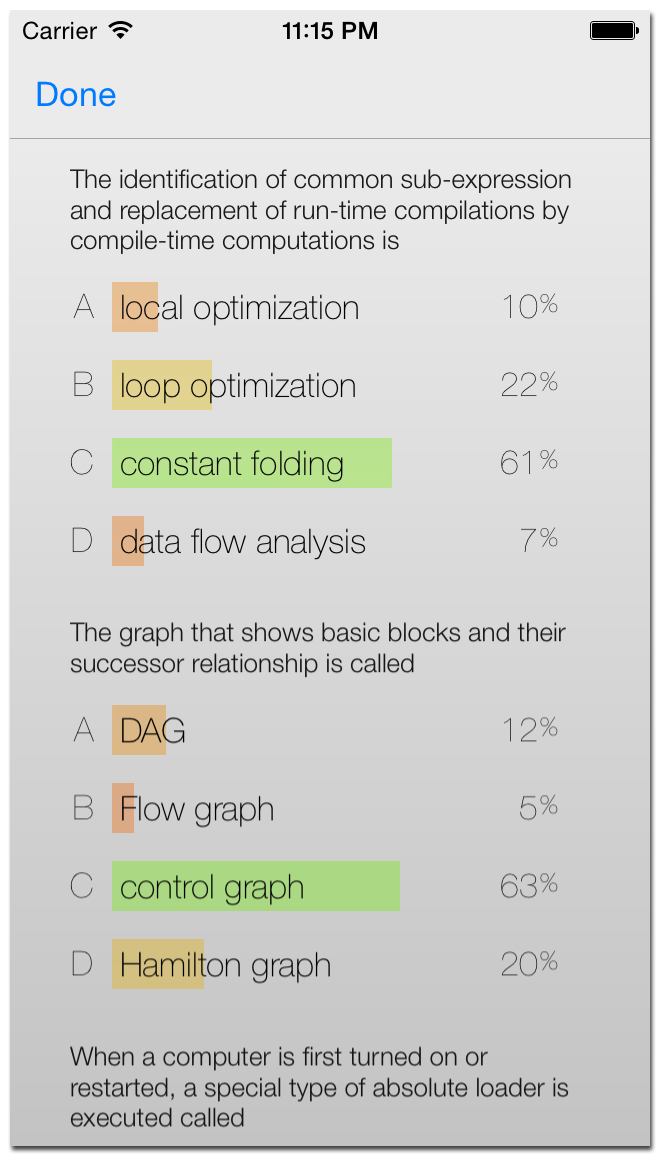 Carrier 11:15 PM
Done
The identification of common sub-expression
and replacement of run-time compilations by
compile-time computations is
A local optimization 10%
B loop optimization 22%
C constant folding 61%
D data flow analysis 7%
The graph that shows basic blocks and their
successor relationship is called
A DAG 12%
B Flow graph 5%
C control graph 63%
D Hamilton graph 20%
When a computer is first turned on or
restarted, a special type of absolute loader is
executed called